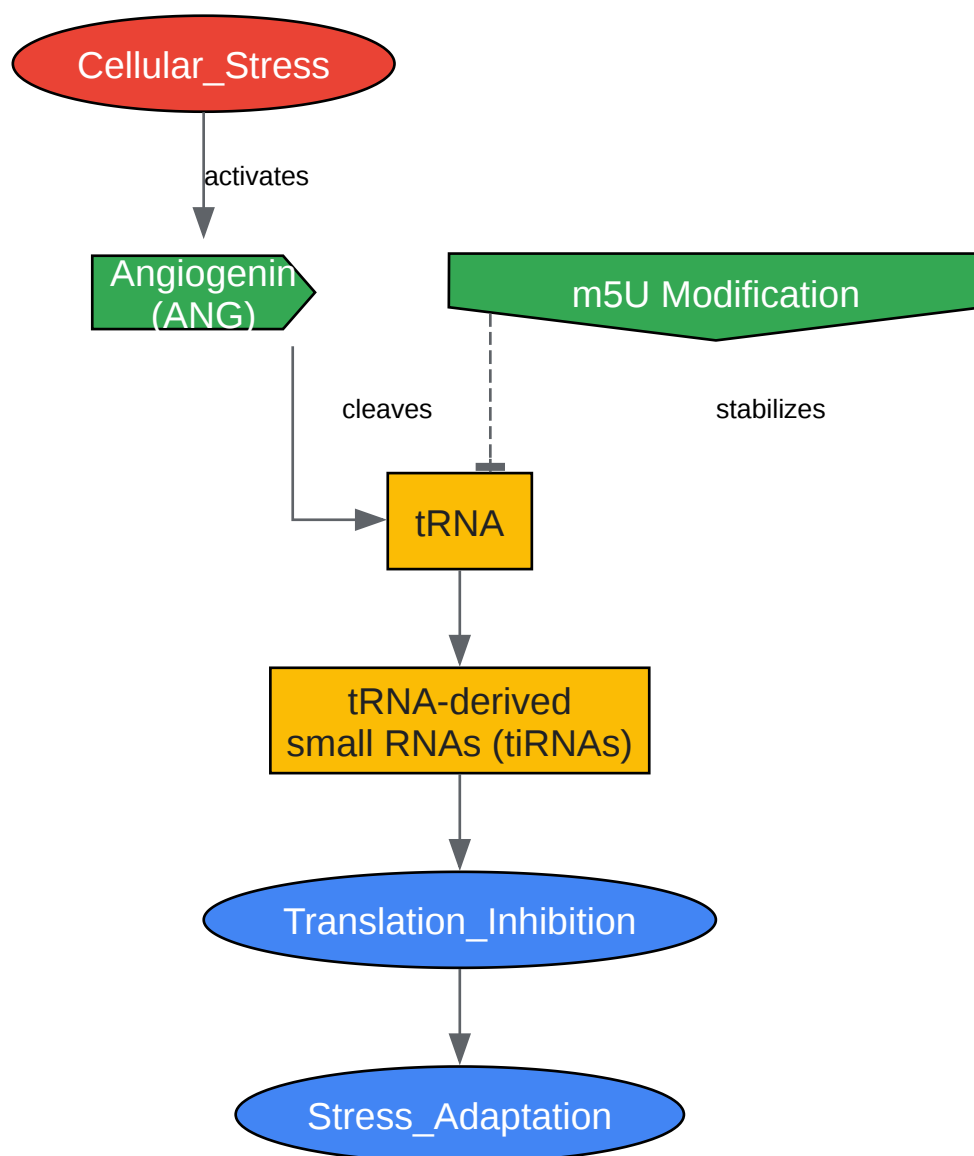 Cellular_Stress
activates
Angiogenin
(ANG)
m5U Modification
cleaves
stabilizes
tRNA
tRNA-derived
small RNAs (tiRNAs)
Translation_Inhibition
Stress_Adaptation